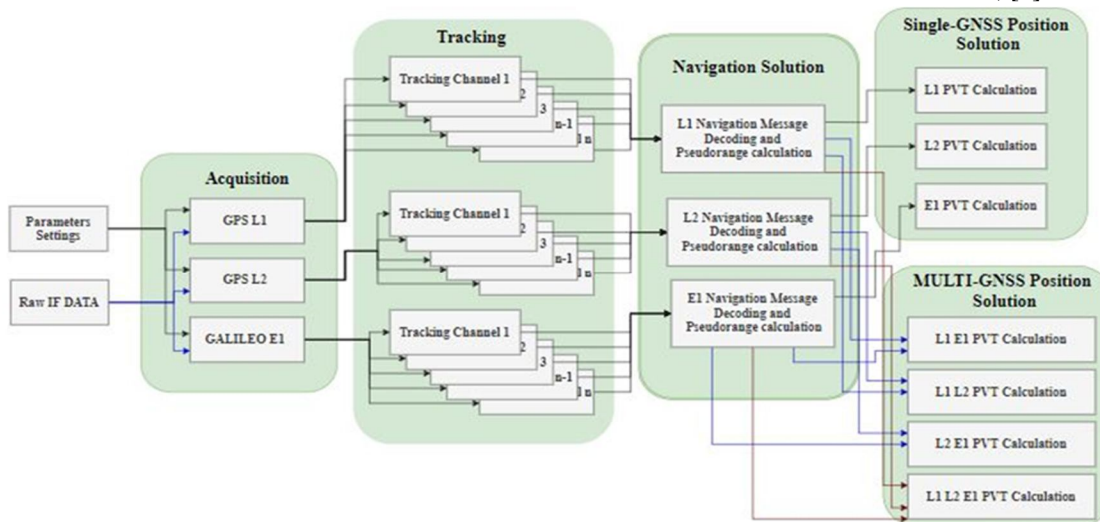 Single-GNSS Position
Solution
L1 PVT Calculation
L2 PVT Calculation
E1 PVT Calculation
Tracking
Tracking Channel 1
2
3
n-1
l n
Tracking Channel 1
2
3
n-1
l n
Tracking Channel 1
2
3
n-1
l n
Navigation Solution
L1 Navigation Message
Decoding and
Pseudorange calculation
L2 Navigation Message
Decoding and
Pseudorange calculation
E1 Navigation Message
Decoding and
Pseudorange calculation
Acquisition
GPS L1
GPS L2
GALILEO E1
Parameters
Settings
Raw IF DATA
MULTI-GNSS Position
Solution
L1 E1 PVT Calculation
L1 L2 PVT Calculation
L2 E1 PVT Calculation
L1 L2 E1 PVT Calculation